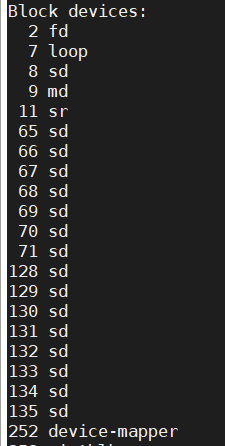 Block devices:
  2 fd
  7 loop
  8 sd
  9 md
 11 sr
 65 sd
 66 sd
 67 sd
 68 sd
 69 sd
 70 sd
 71 sd
128 sd
129 sd
130 sd
131 sd
132 sd
133 sd
134 sd
135 sd
252 device-mapper